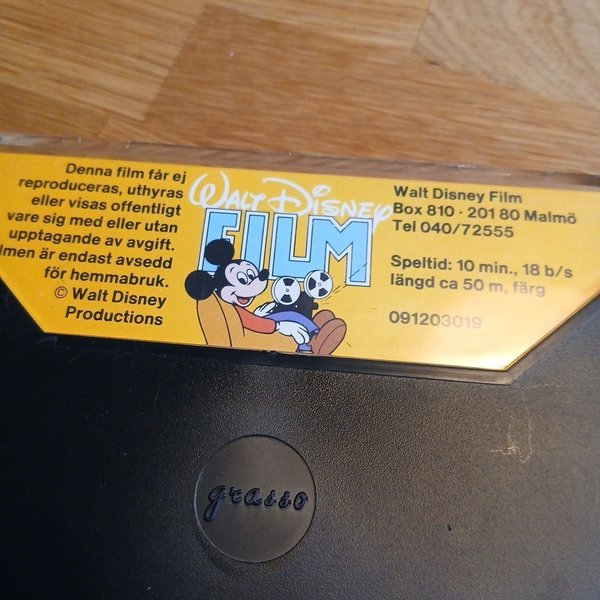 Denna film får ej
reproduceras, uthyras
eller visas offentligt
vare sig med eller utan
upptagande av avgift.
lmen är endast avsedd
för hemmabruk.
© Walt Disney
Productions
WALT DISNEY
FILM
Walt Disney Film
Box 810 · 201 80 Malmö
Tel 040/72555
Speltid: 10 min., 18 b/s
längd ca 50 m, färg
091203019
grasso